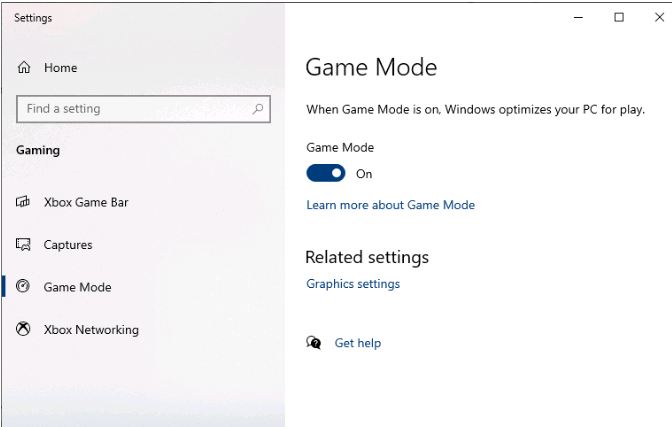 Settings
Home
Find a setting
Gaming
Xbox Game Bar
Captures
Game Mode
Xbox Networking
Game Mode
When Game Mode is on, Windows optimizes your PC for play.
Game Mode
On
Learn more about Game Mode
Related settings
Graphics settings
Get help